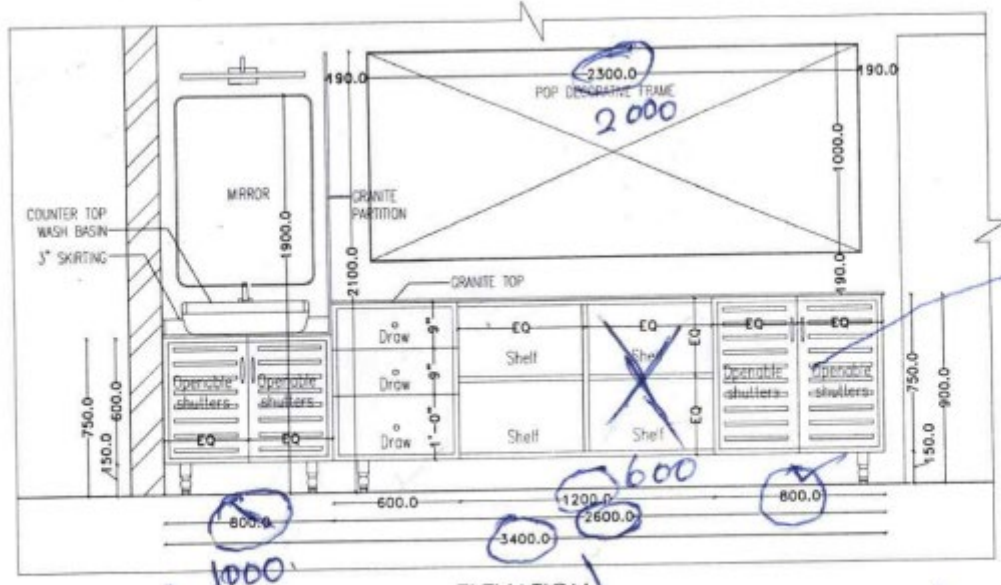 2300.0
190.0
190.0
POP DECORATIVE FRAME
2000
1000.0
MIRROR
GRANITE
PARTITION
COUNTER TOP
WASH BASIN
3" SKIRTING
1900.0
2100.0
190.0
GRANITE TOP
Draw
9"
EQ
EQ
EQ
EQ
EQ
Shelf
Shelf
Openable
shutters
Openable
shutters
Draw
9"
Openable
shutters
Openable
shutters
750.0
600.0
150.0
EQ
EQ
Draw
1'-0"
Shelf
Shelf
EQ
750.0
900.0
150.0
600
600.0
1200.0
800.0
800.0
2600.0
3400.0
1000